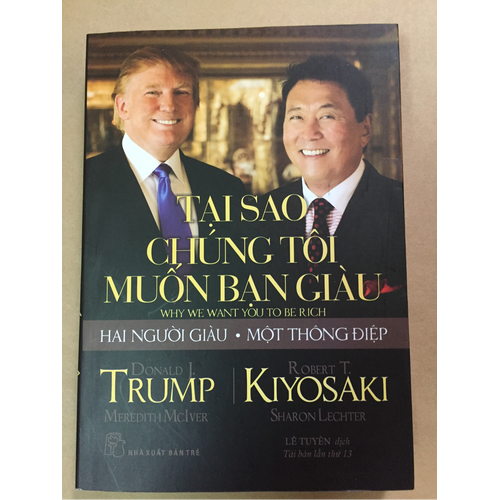 TẠI SAO
CHÚNG TÔI
MUỐN BẠN GIÀU
WHY WE WANT YOU TO BE RICH
HAI NGƯỜI GIÀU • MỘT THÔNG ĐIỆP
DONALD J.
TRUMP
MEREDITH MCIVER
ROBERT T.
KIYOSAKI
SHARON LECHTER
LÊ TUYÊN dịch
Tái bản lần thứ 13
NHÀ XUẤT BẢN TRẺ